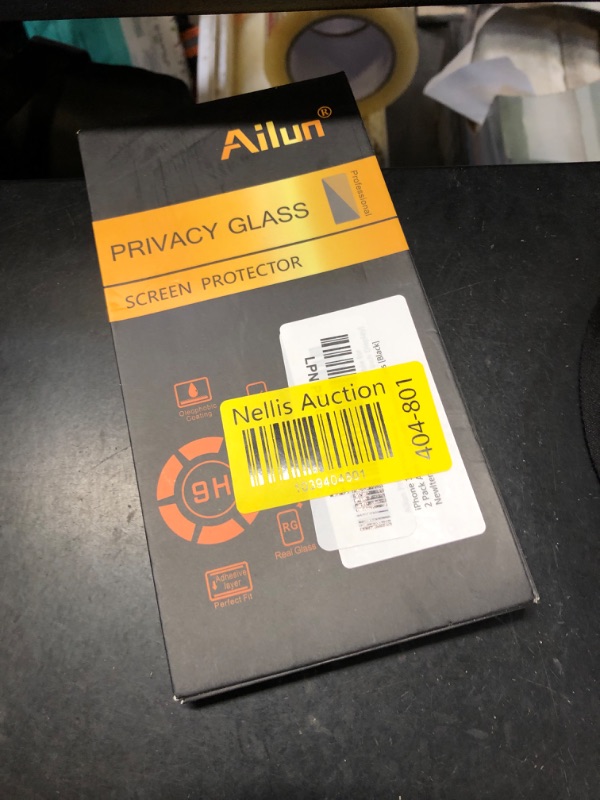 Ailun®
Professional
PRIVACY GLASS
SCREEN PROTECTOR
Oleophobic
Coating
9H
RG
Real Glass
Adhesive
layer
Perfect Fit
LPN
[Black]
Nellis Auction
404-801
iPhone
2 Pack